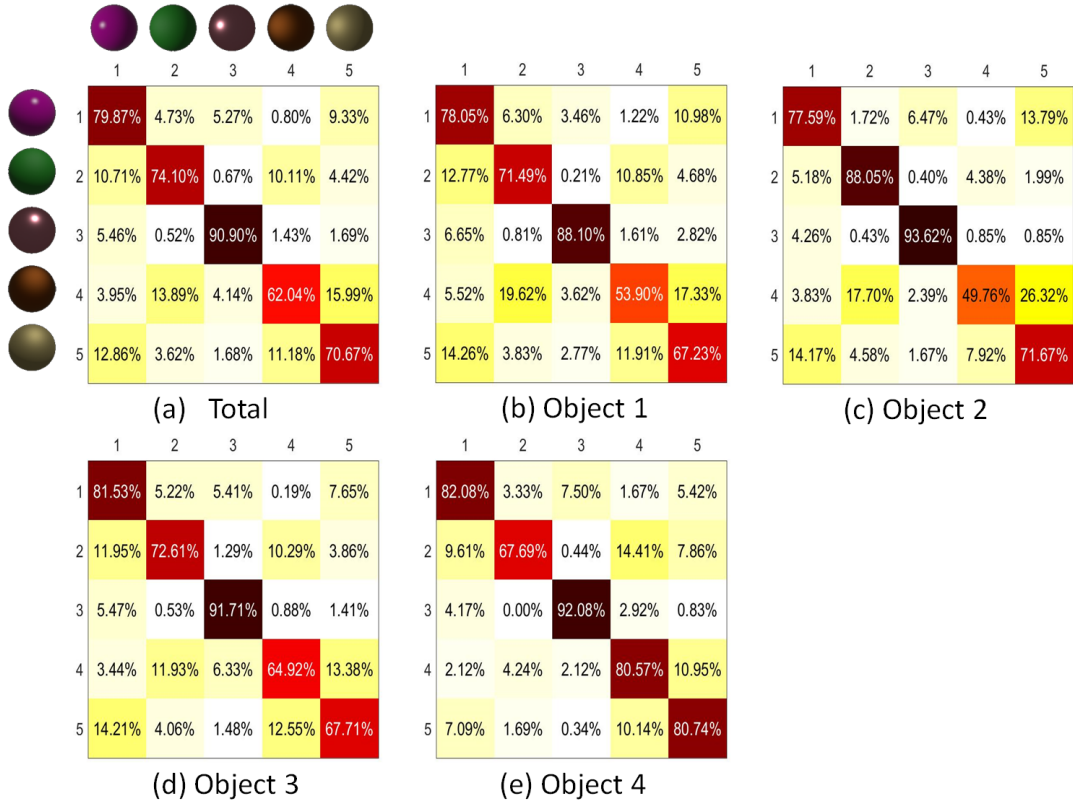 1 2 3 4 5
1 79.87% 4.73% 5.27% 0.80% 9.33%
2 10.71% 74.10% 0.67% 10.11% 4.42%
3 5.46% 0.52% 90.90% 1.43% 1.69%
4 3.95% 13.89% 4.14% 62.04% 15.99%
5 12.86% 3.62% 1.68% 11.18% 70.67%
(a) Total
1 2 3 4 5
1 78.05% 6.30% 3.46% 1.22% 10.98%
2 12.77% 71.49% 0.21% 10.85% 4.68%
3 6.65% 0.81% 88.10% 1.61% 2.82%
4 5.52% 19.62% 3.62% 53.90% 17.33%
5 14.26% 3.83% 2.77% 11.91% 67.23%
(b) Object 1
1 2 3 4 5
1 77.59% 1.72% 6.47% 0.43% 13.79%
2 5.18% 88.05% 0.40% 4.38% 1.99%
3 4.26% 0.43% 93.62% 0.85% 0.85%
4 3.83% 17.70% 2.39% 49.76% 26.32%
5 14.17% 4.58% 1.67% 7.92% 71.67%
(c) Object 2
1 2 3 4 5
1 81.53% 5.22% 5.41% 0.19% 7.65%
2 11.95% 72.61% 1.29% 10.29% 3.86%
3 5.47% 0.53% 91.71% 0.88% 1.41%
4 3.44% 11.93% 6.33% 64.92% 13.38%
5 14.21% 4.06% 1.48% 12.55% 67.71%
(d) Object 3
1 2 3 4 5
1 82.08% 3.33% 7.50% 1.67% 5.42%
2 9.61% 67.69% 0.44% 14.41% 7.86%
3 4.17% 0.00% 92.08% 2.92% 0.83%
4 2.12% 4.24% 2.12% 80.57% 10.95%
5 7.09% 1.69% 0.34% 10.14% 80.74%
(e) Object 4